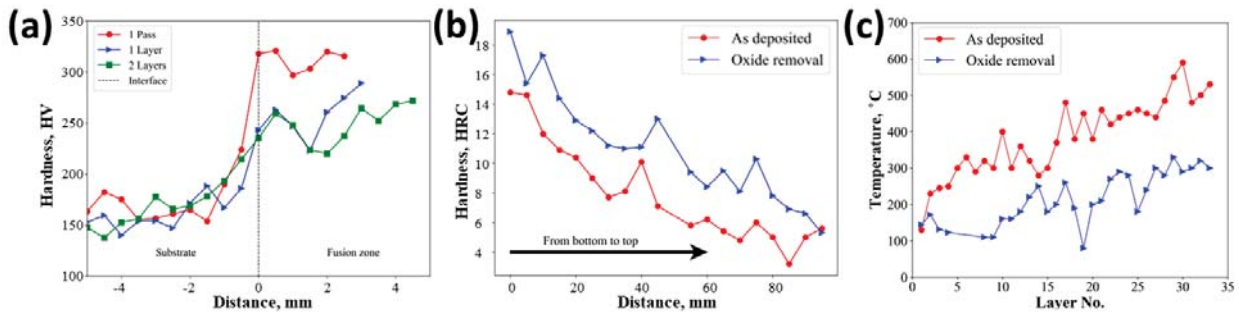 (a)
350
300
250
200
150
100
Hardness, HV
1 Pass
1 Layer
2 Layers
Interface
Substrate
Fusion zone
-4
-2
0
2
4
Distance, mm
(b)
18
16
14
12
10
8
6
4
Hardness, HRC
As deposited
Oxide removal
From bottom to top
0
20
40
60
80
Distance, mm
(c)
700
600
500
400
300
200
100
0
Temperature, °C
As deposited
Oxide removal
0
5
10
15
20
25
30
35
Layer No.